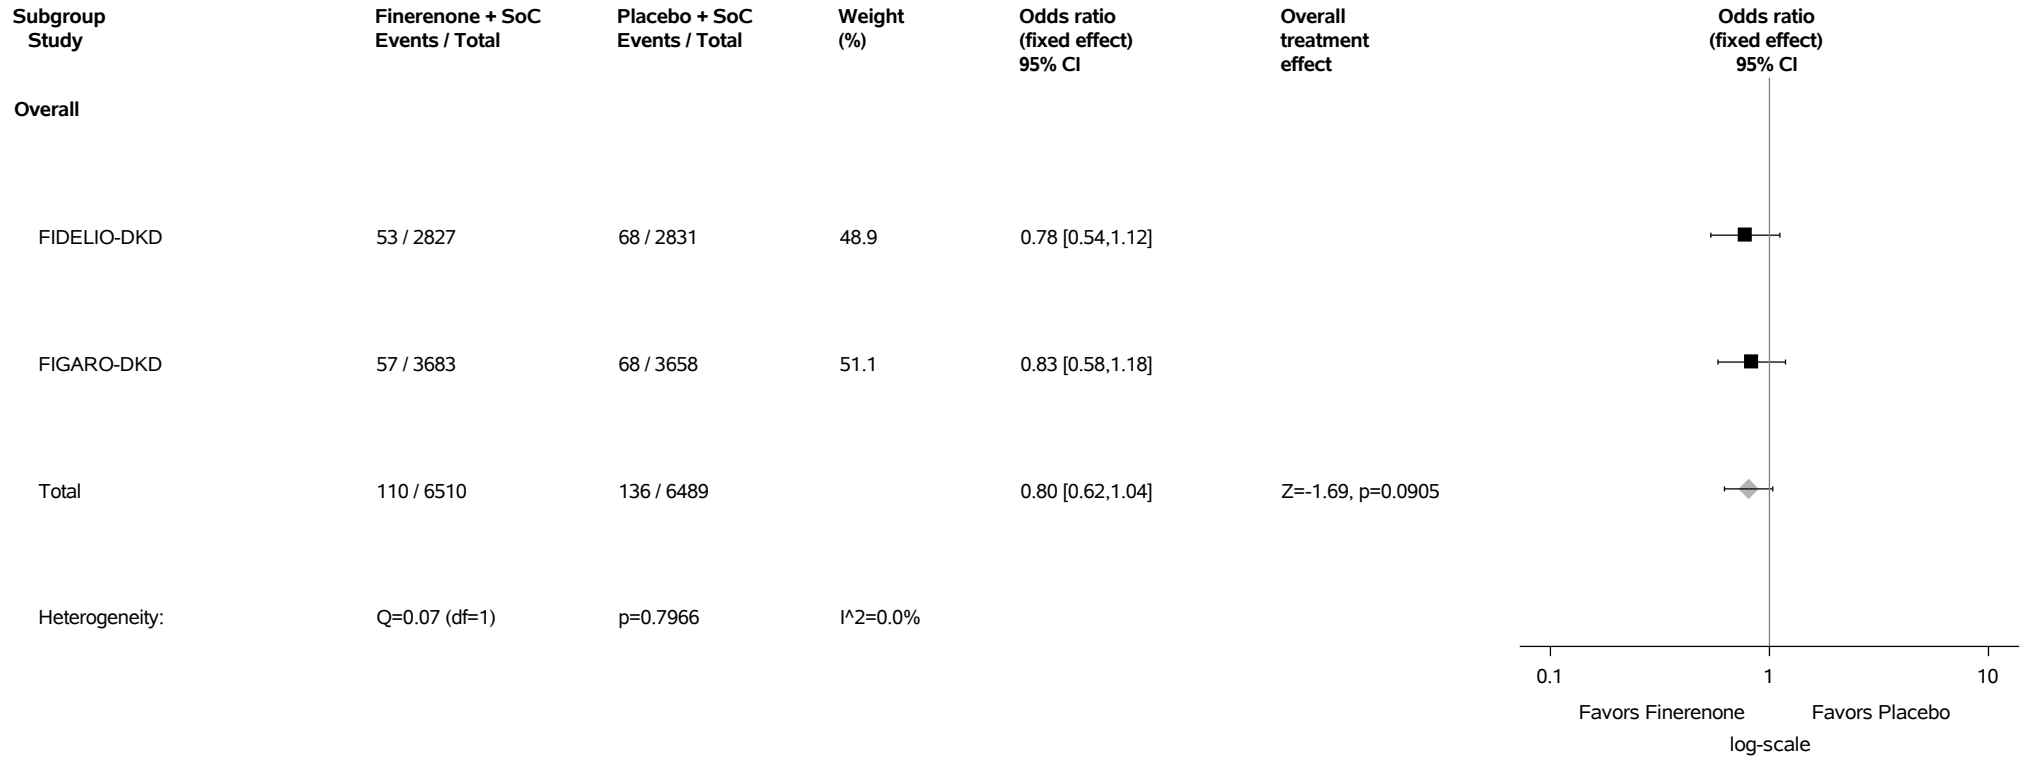 Subgroup Finerenone + SoC Placebo + SoC Weight Odds ratio Overall Odds ratio
Study Events / Total Events / Total (%) (fixed effect) treatment (fixed effect)
95% CI effect 95% CI
Overall
FIDELIO-DKD 53 / 2827 68 / 2831 48.9 0.78 [0.54,1.12]
FIGARO-DKD 57 / 3683 68 / 3658 51.1 0.83 [0.58,1.18]
Total 110 / 6510 136 / 6489 0.80 [0.62,1.04] Z=-1.69, p=0.0905
Heterogeneity: Q=0.07 (df=1) p=0.7966 I^2=0.0%
0.1 1 10
Favors Finerenone Favors Placebo
log-scale